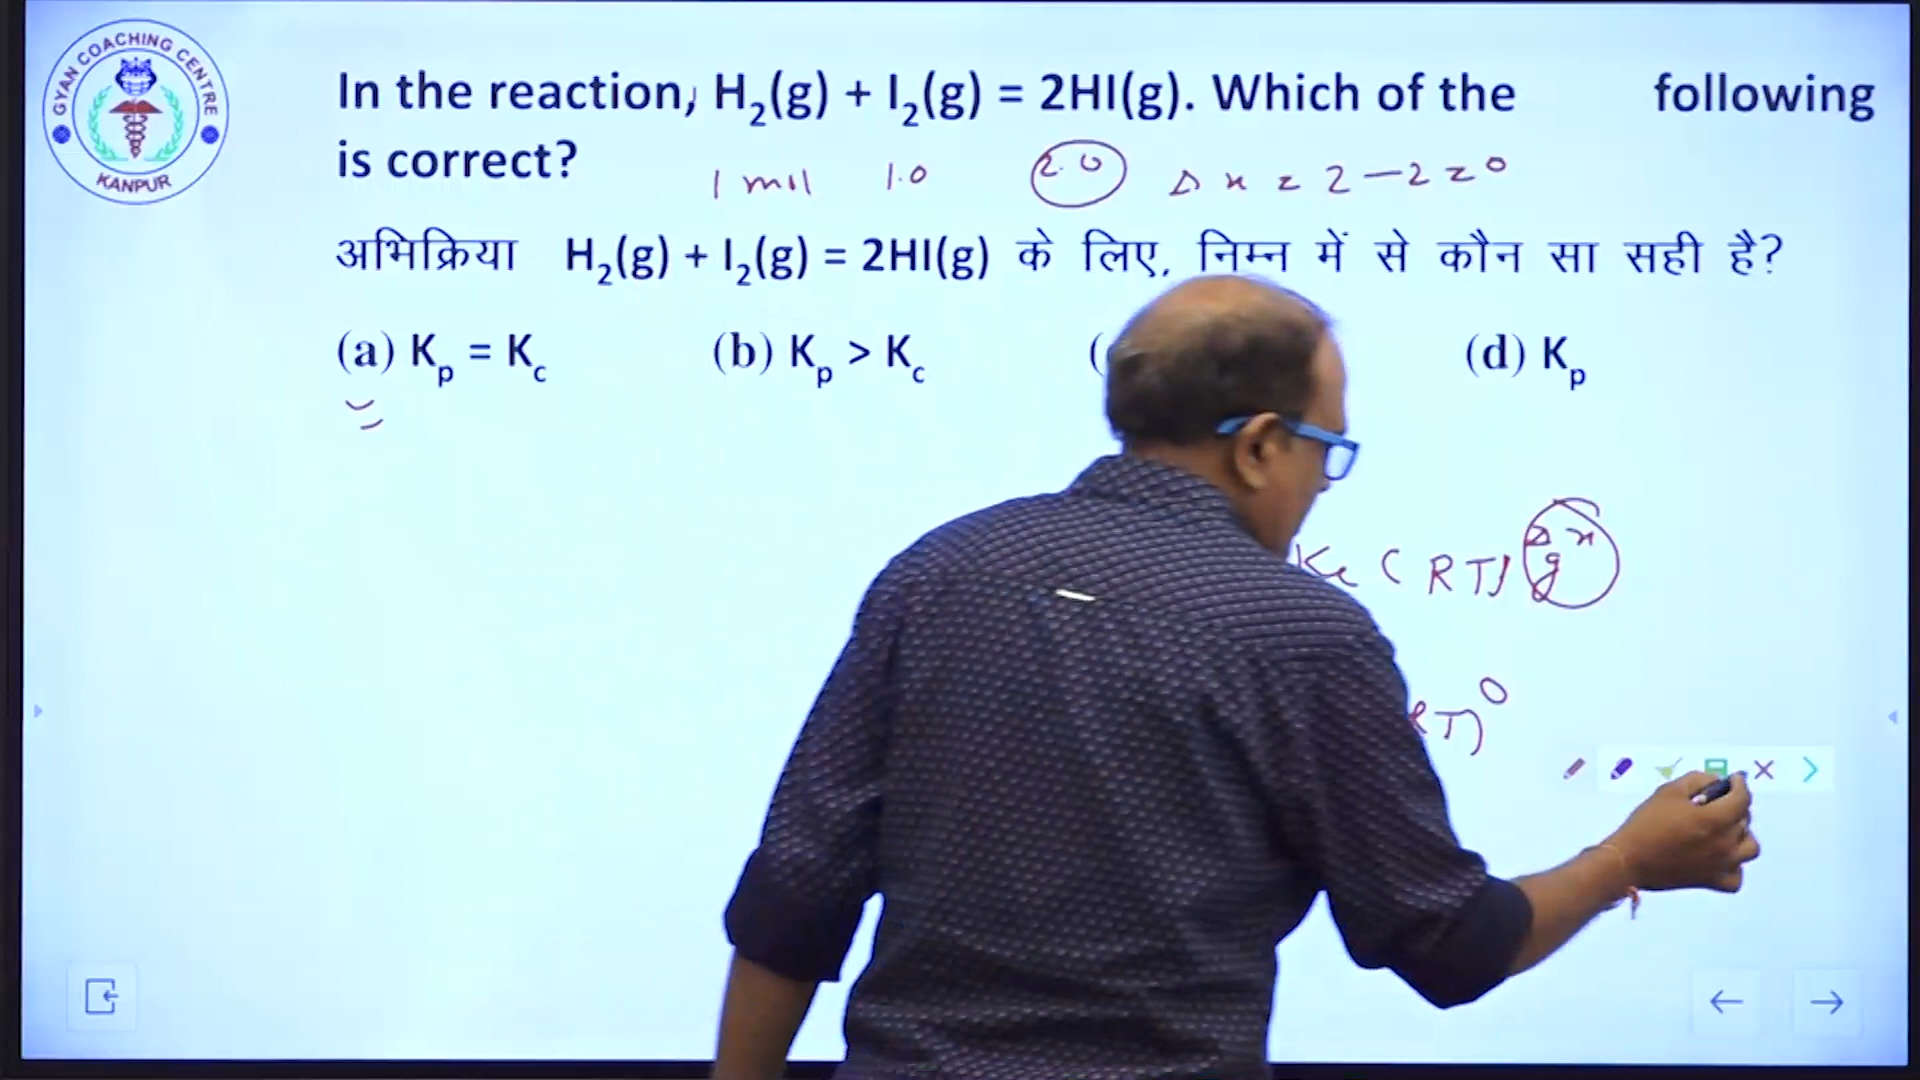 GYAN COACHING CENTRE
KANPUR
In the reaction, H₂(g) + I₂(g) = 2HI(g). Which of the following
is correct?
1 mol 1.0 2.0 Δn = 2 - 2 = 0
अभिक्रिया H₂(g) + I₂(g) = 2HI(g) के लिए, निम्न में से कौन सा सही है?
(a) Kp = Kc (b) Kp > Kc ( (d) Kp
Kc (RT) Δng
RT)⁰